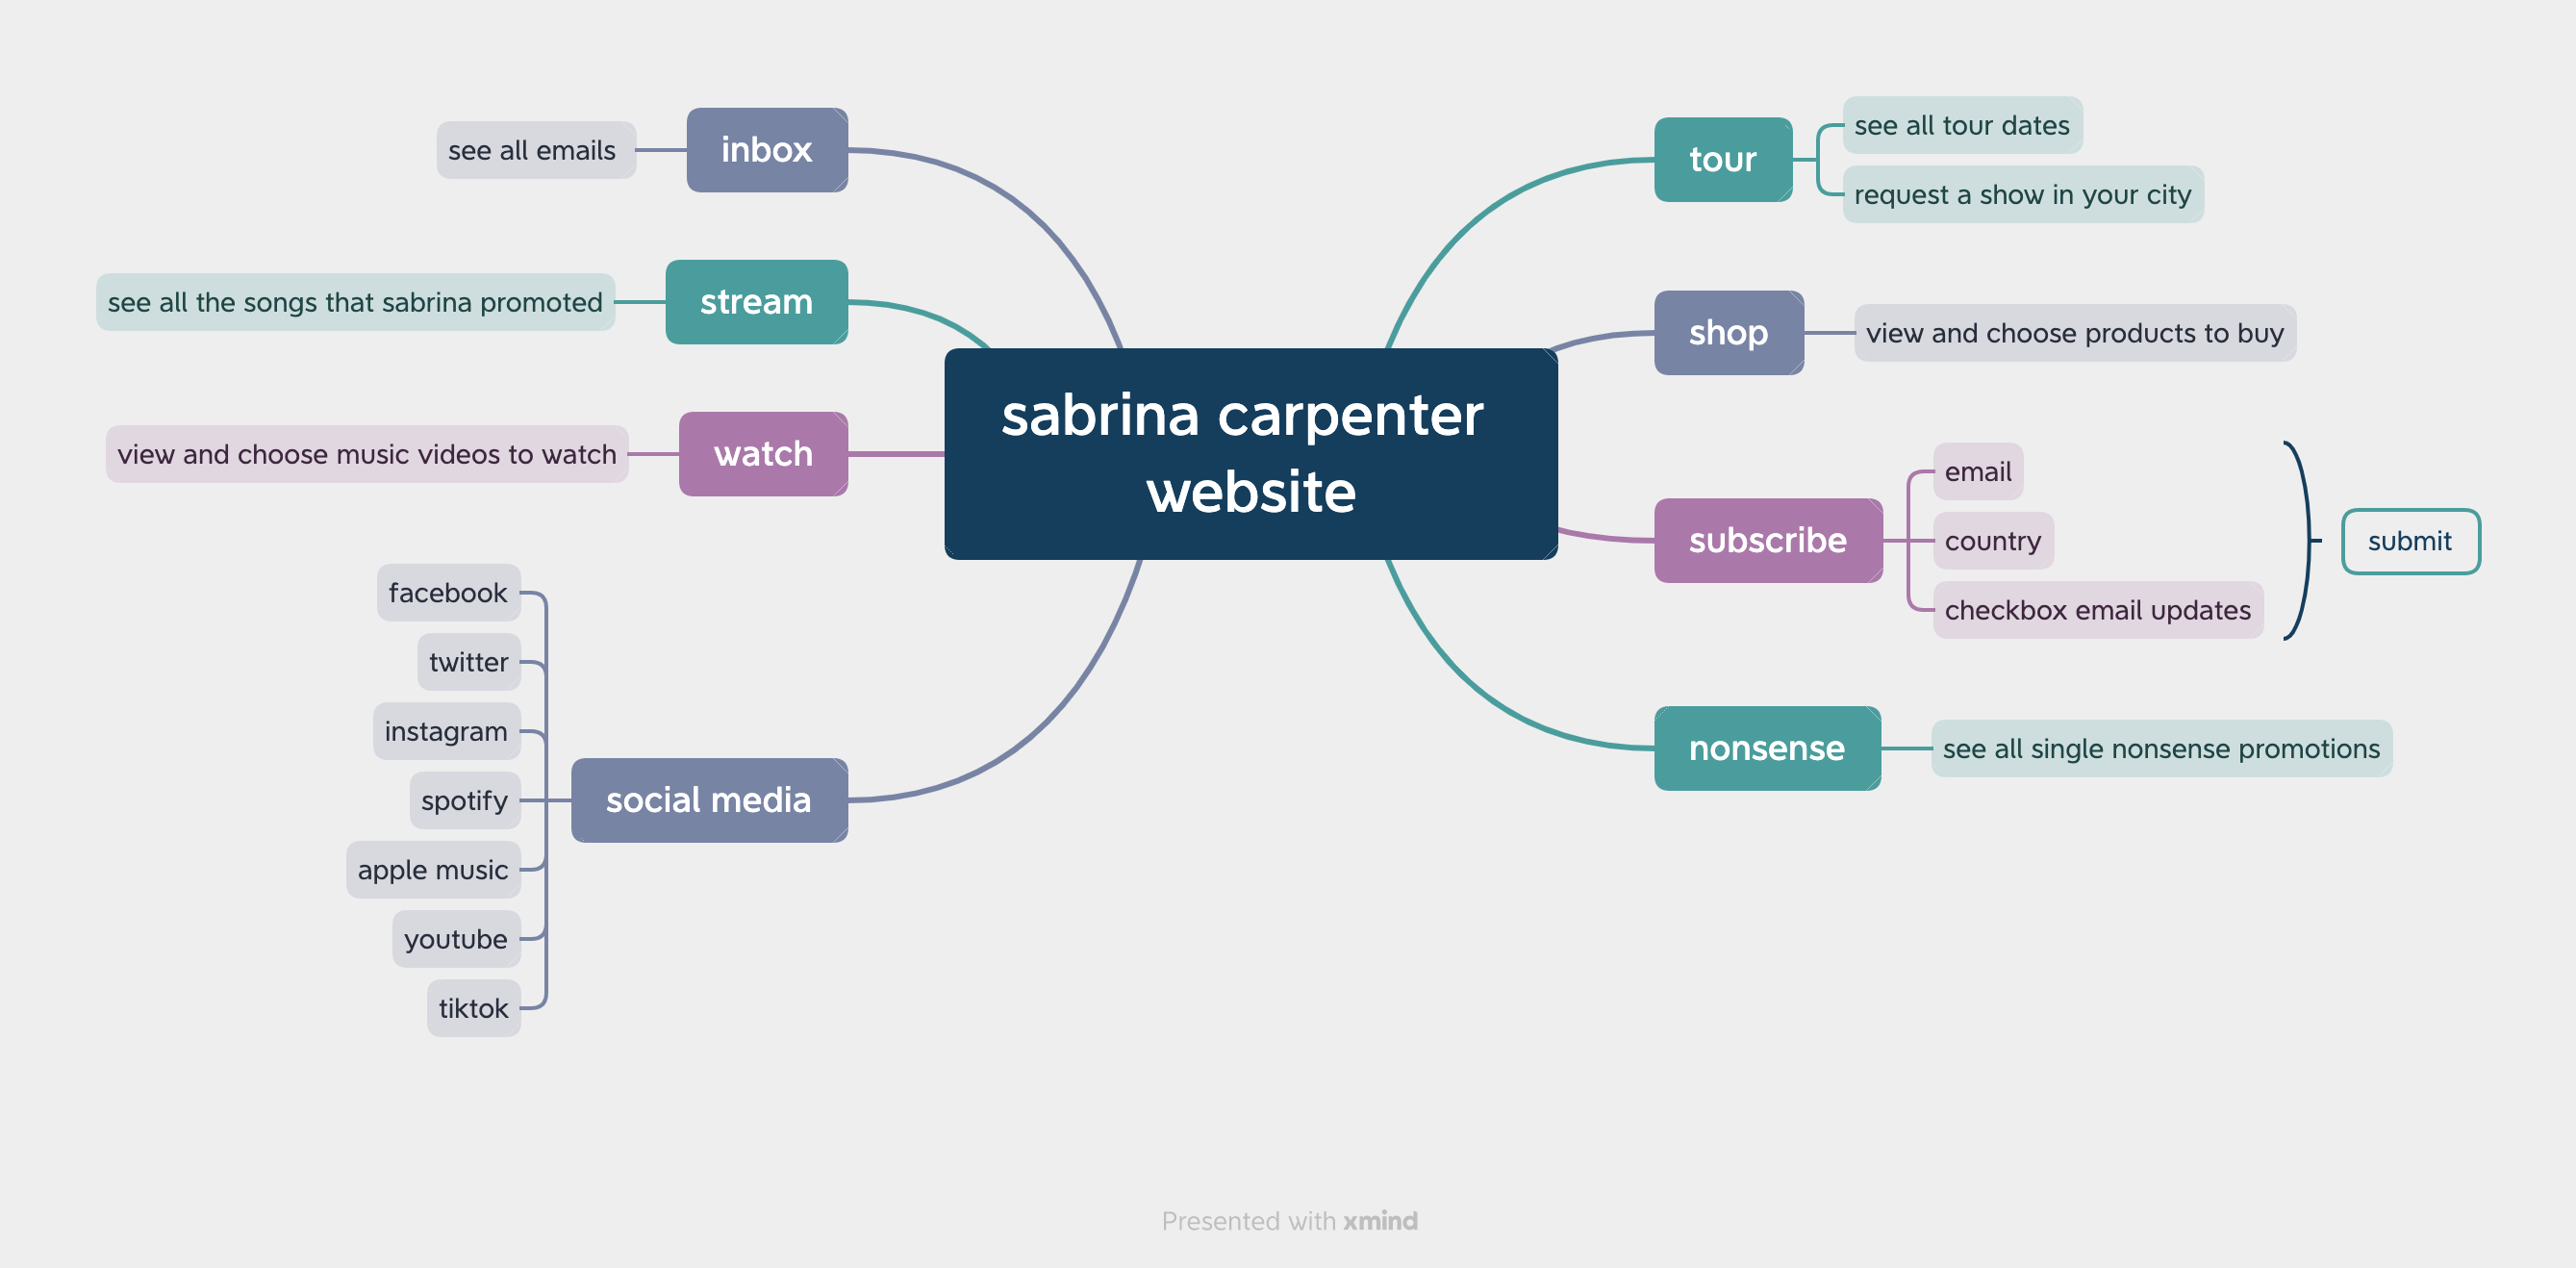 sabrina carpenter
website
tour
see all tour dates
request a show in your city
shop
view and choose products to buy
subscribe
email
country
checkbox email updates
submit
nonsense
see all single nonsense promotions
inbox
see all emails
stream
see all the songs that sabrina promoted
watch
view and choose music videos to watch
social media
facebook
twitter
instagram
spotify
apple music
youtube
tiktok
Presented with xmind